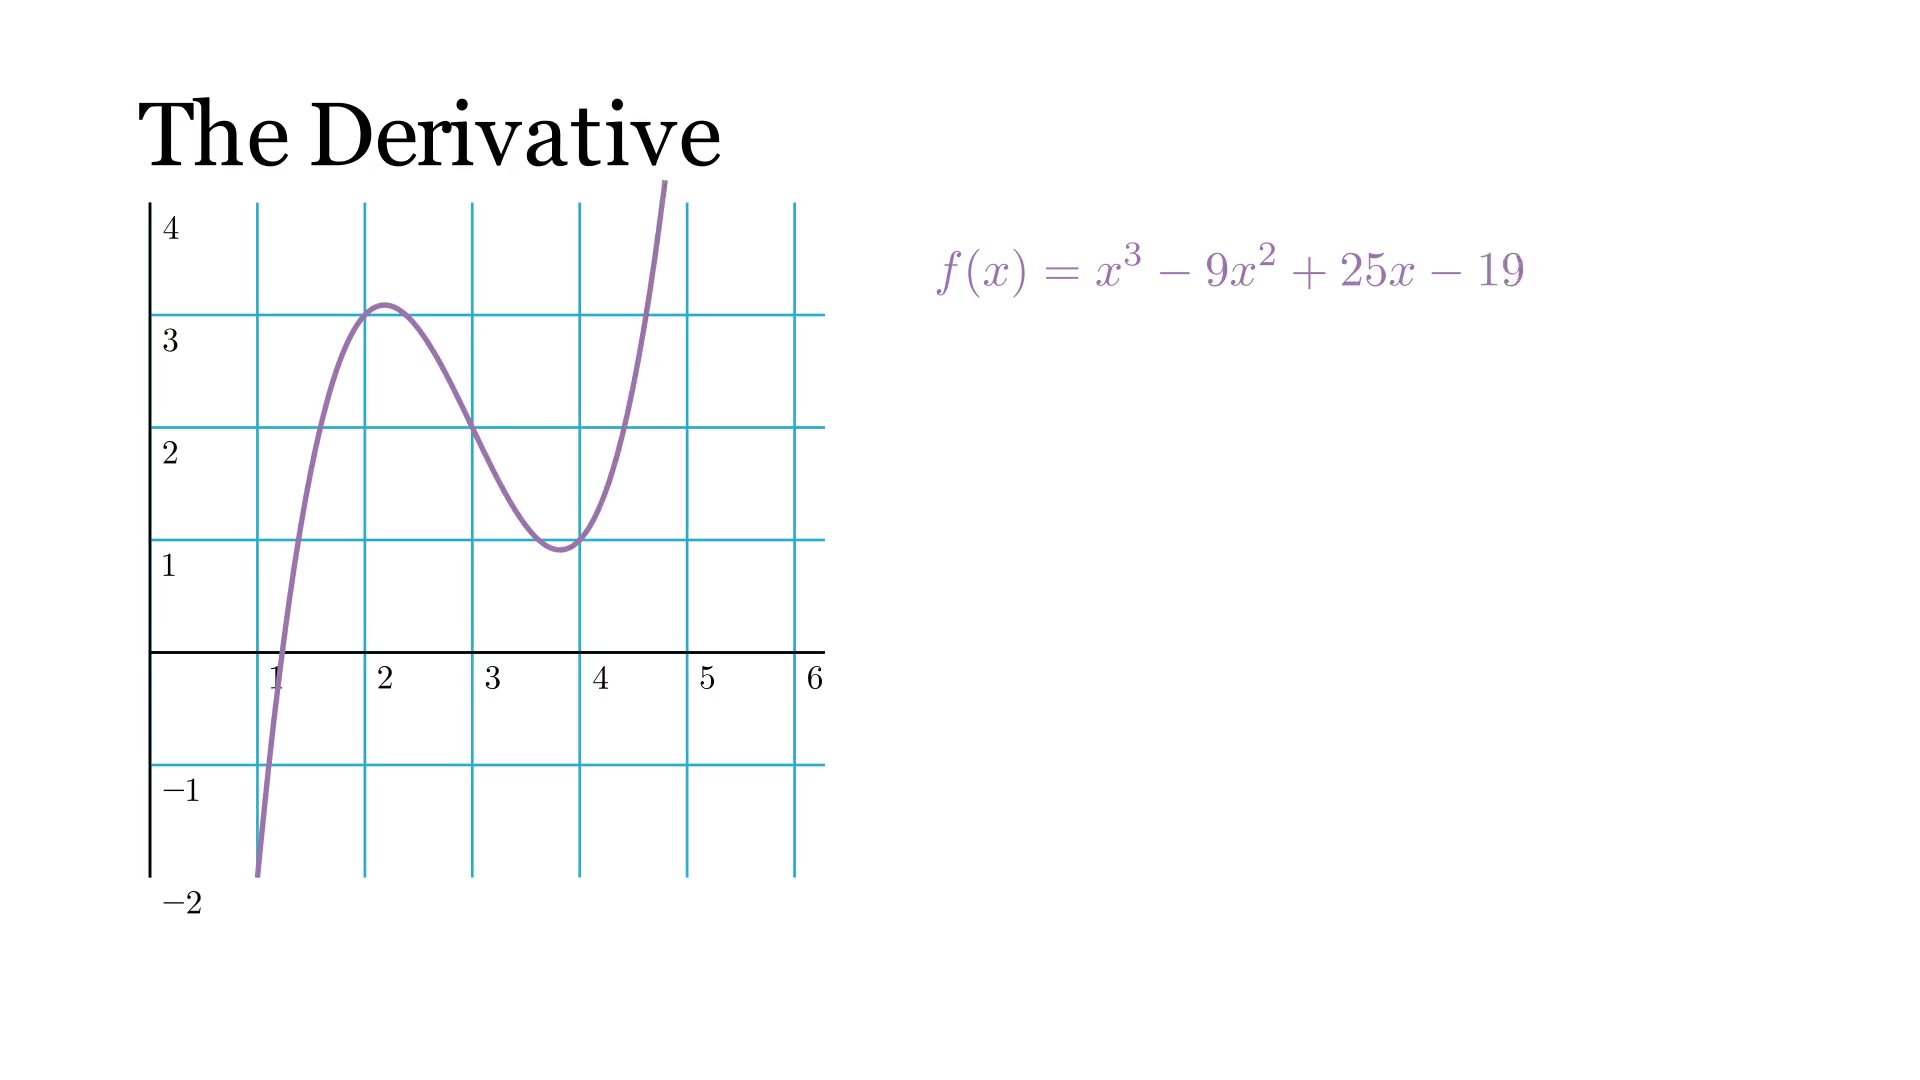 The Derivative
f(x) = x³ − 9x² + 25x − 19
4
3
2
1
1 2 3 4 5 6
−1
−2